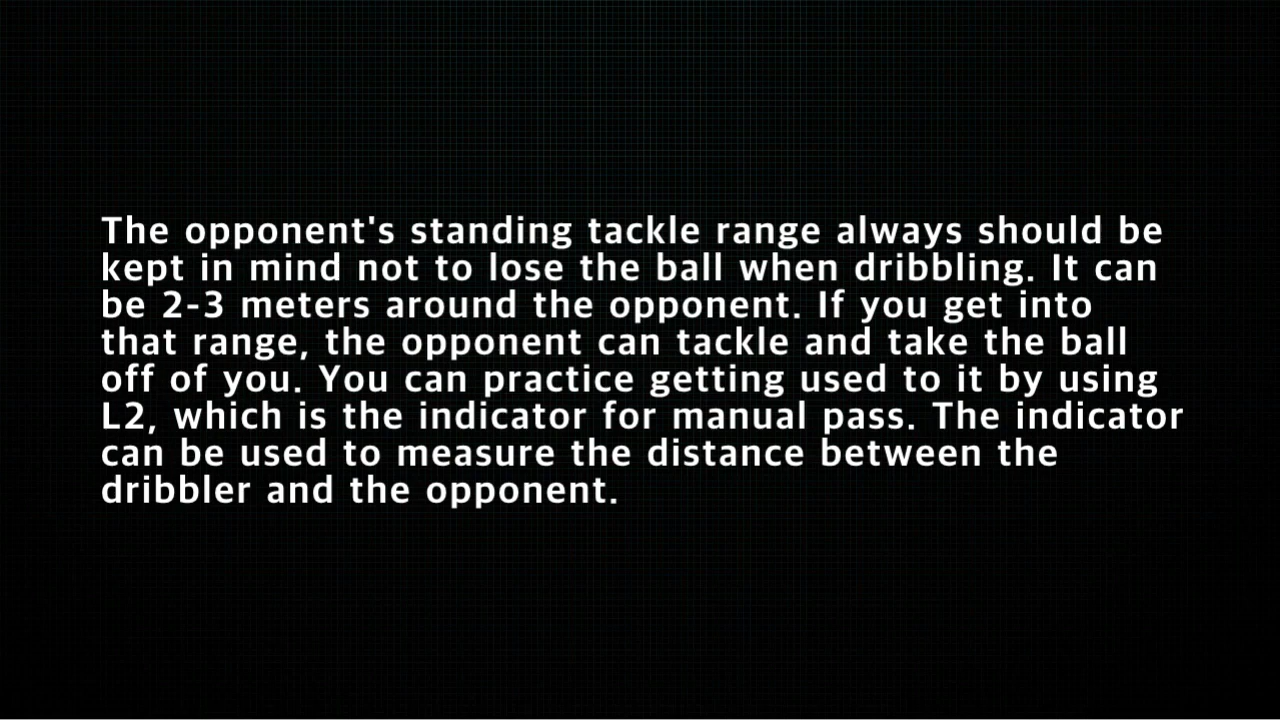 The opponent's standing tackle range always should be
kept in mind not to lose the ball when dribbling. It can
be 2-3 meters around the opponent. If you get into
that range, the opponent can tackle and take the ball
off of you. You can practice getting used to it by using
L2, which is the indicator for manual pass. The indicator
can be used to measure the distance between the
dribbler and the opponent.